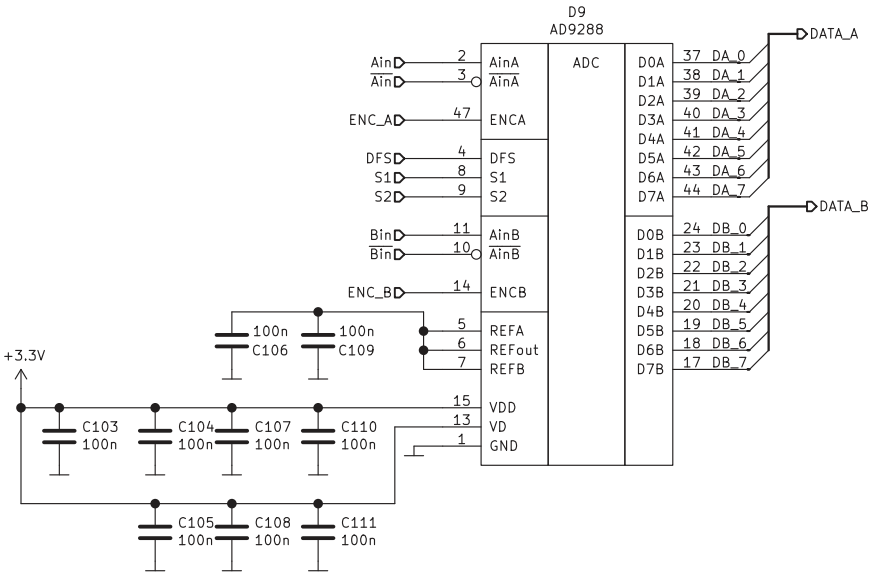 D9
AD9288
DATA_A
Ain 2 AinA ADC D0A 37 DA_0
Ain 3 AinA D1A 38 DA_1
D2A 39 DA_2
ENC_A 47 ENCA D3A 40 DA_3
D4A 41 DA_4
DFS 4 DFS D5A 42 DA_5
S1 8 S1 D6A 43 DA_6
S2 9 S2 D7A 44 DA_7
DATA_B
Bin 11 AinB D0B 24 DB_0
Bin 10 AinB D1B 23 DB_1
D2B 22 DB_2
ENC_B 14 ENCB D3B 21 DB_3
D4B 20 DB_4
100n 100n 5 REFA D5B 19 DB_5
C106 C109 6 REFout D6B 18 DB_6
+3.3V 7 REFB D7B 17 DB_7
15 VDD
C103 C104 C107 C110 13 VD
100n 100n 100n 100n 1 GND
C105 C108 C111
100n 100n 100n